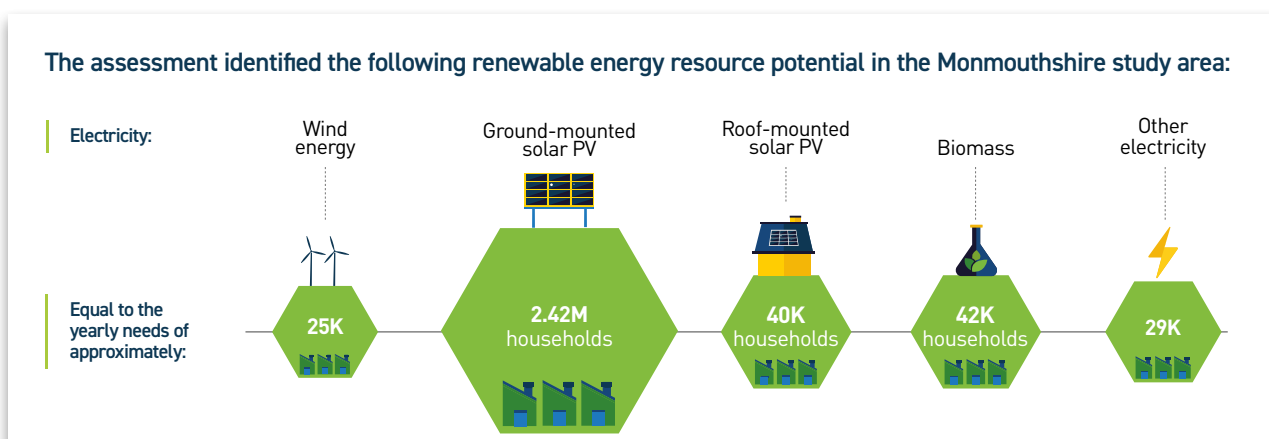 The assessment identified the following renewable energy resource potential in the Monmouthshire study area:
Electricity:
Wind
energy
Ground-mounted
solar PV
Roof-mounted
solar PV
Biomass
Other
electricity
Equal to the
yearly needs of
approximately:
25K
2.42M
households
40K
households
42K
households
29K